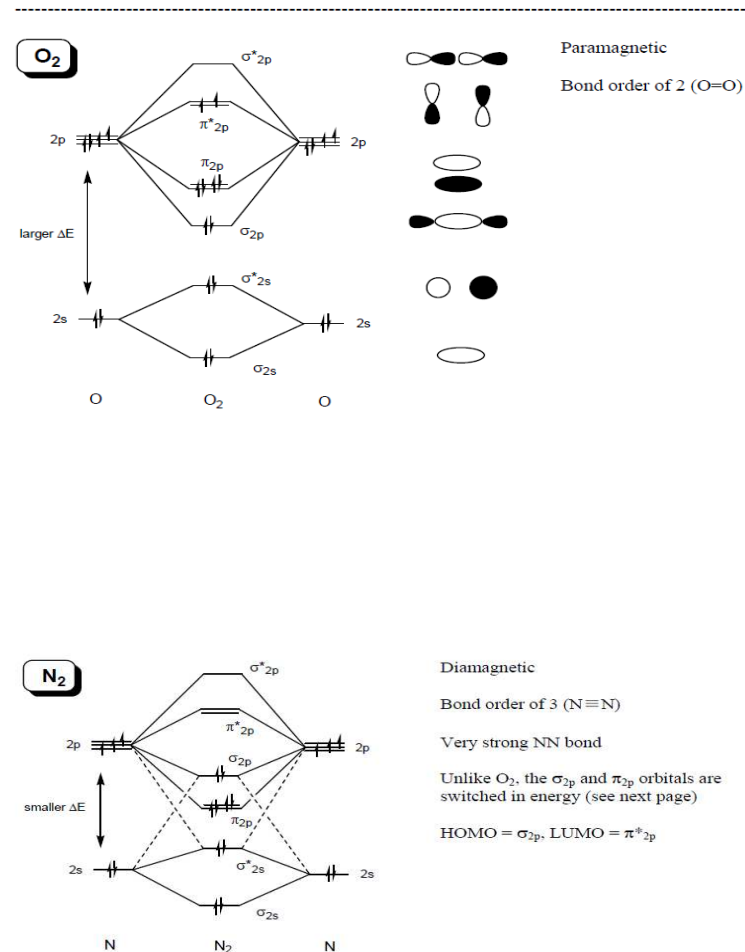 O₂
σ*2p
π*2p
2p
2p
π2p
σ2p
larger ΔE
σ*2s
2s
2s
σ2s
O
O₂
O
Paramagnetic
Bond order of 2 (O=O)
N₂
σ*2p
π*2p
2p
2p
σ2p
π2p
smaller ΔE
σ*2s
2s
2s
σ2s
N
N₂
N
Diamagnetic
Bond order of 3 (N≡N)
Very strong NN bond
Unlike O₂, the σ2p and π2p orbitals are
switched in energy (see next page)
HOMO = σ2p, LUMO = π*2p